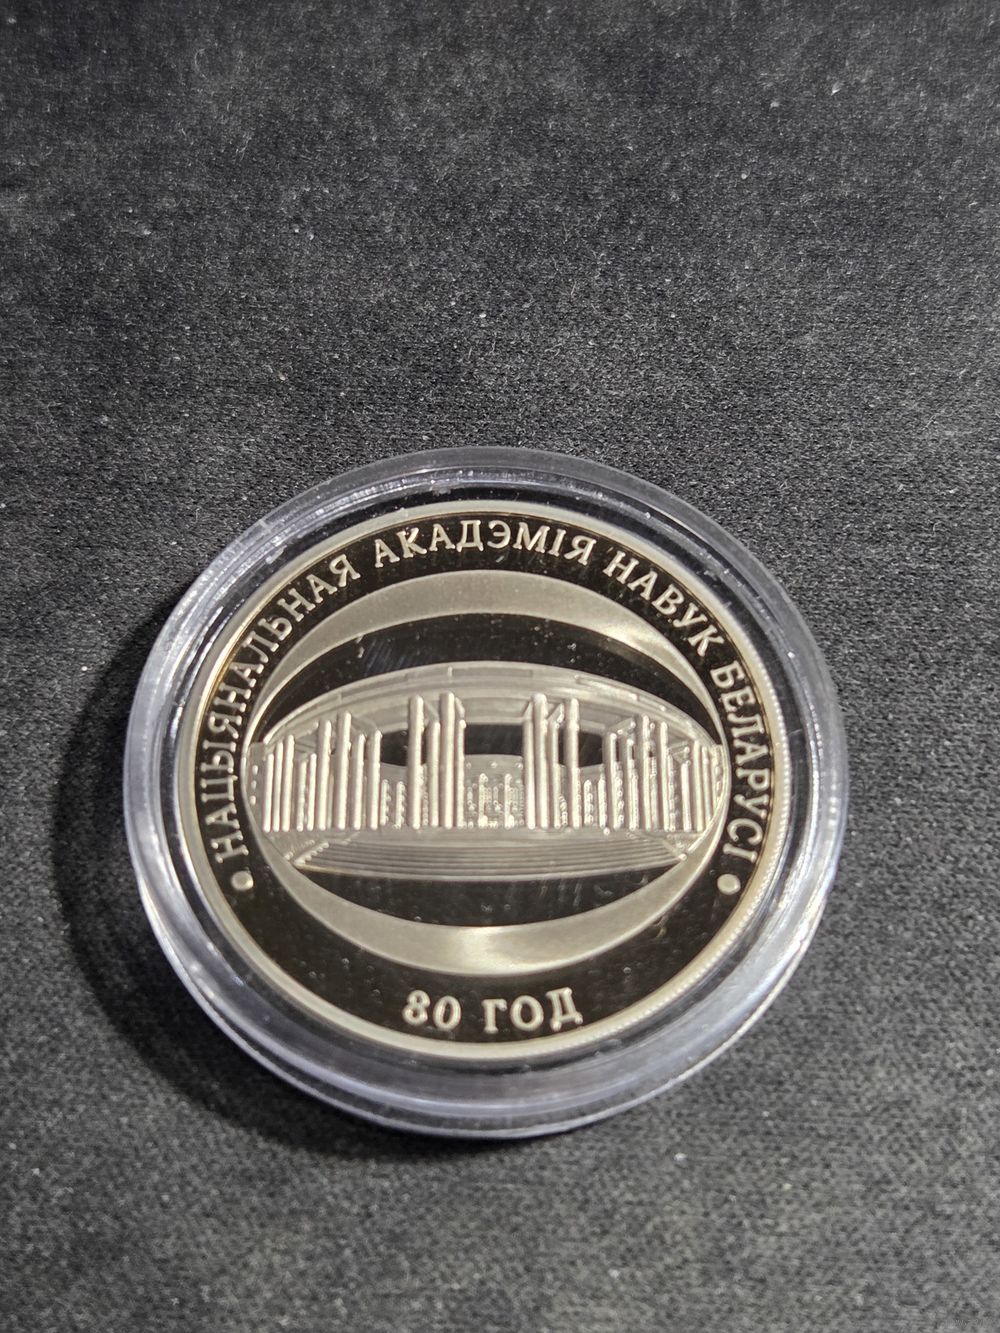 НАЦЫЯНАЛЬНАЯ АКАДЭМІЯ НАВУК БЕЛАРУСІ
80 ГОД